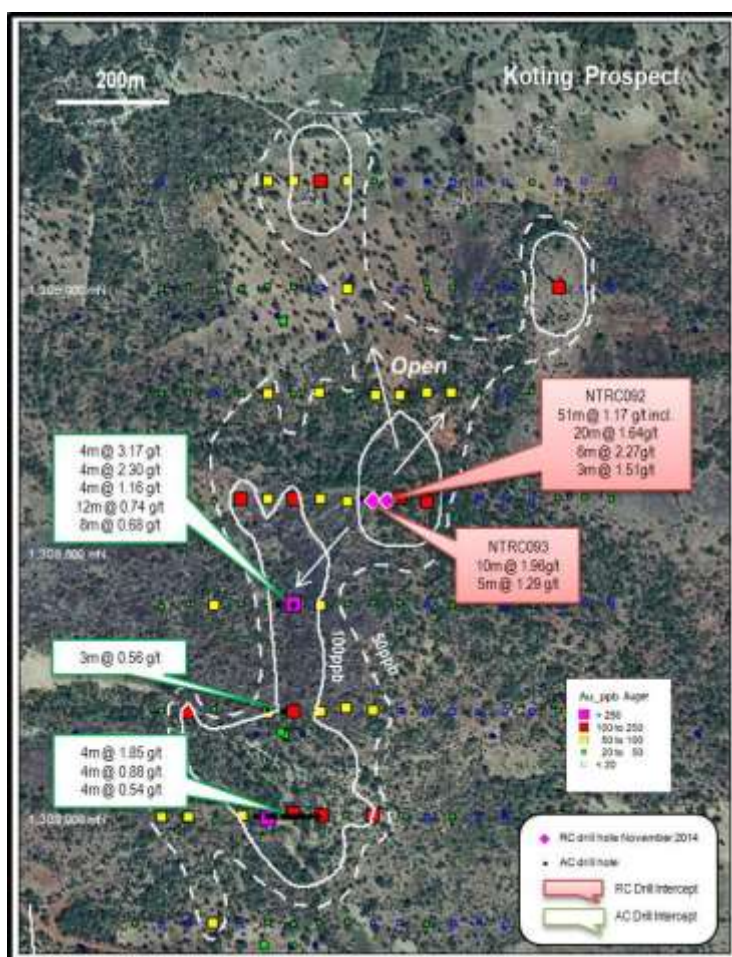 200m
Koting Prospect
Open
NTRC092
51m @ 1.17 g/t incl.
20m @ 1.64g/t
6m @ 2.27g/t
3m @ 1.51g/t
4m @ 3.17 g/t
4m @ 2.30 g/t
4m @ 1.16 g/t
12m @ 0.74 g/t
8m @ 0.68 g/t
NTRC093
10m @ 1.96g/t
5m @ 1.29 g/t
100ppb
50ppb
3m @ 0.56 g/t
4m @ 1.85 g/t
4m @ 0.88 g/t
4m @ 0.54 g/t
Au_ppb Auger
> 250
100 to 250
50 to 100
20 to 50
< 20
RC drill hole November 2014
AC drill hole
RC Drill Intercept
AC Drill Intercept